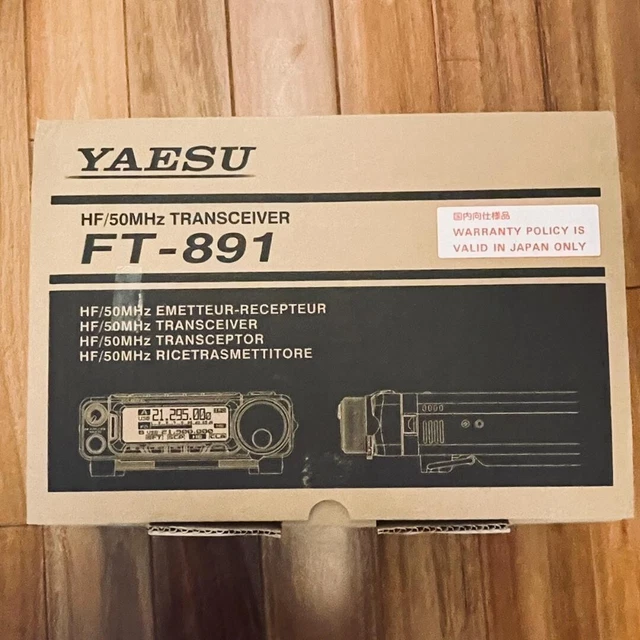 YAESU
HF/50MHz TRANSCEIVER
FT-891
国内向仕様品
WARRANTY POLICY IS
VALID IN JAPAN ONLY
HF/50MHz EMETTEUR-RECEPTEUR
HF/50MHz TRANSCEIVER
HF/50MHz TRANSCEPTOR
HF/50MHz RICETRASMETTITORE
USB 21.295.00